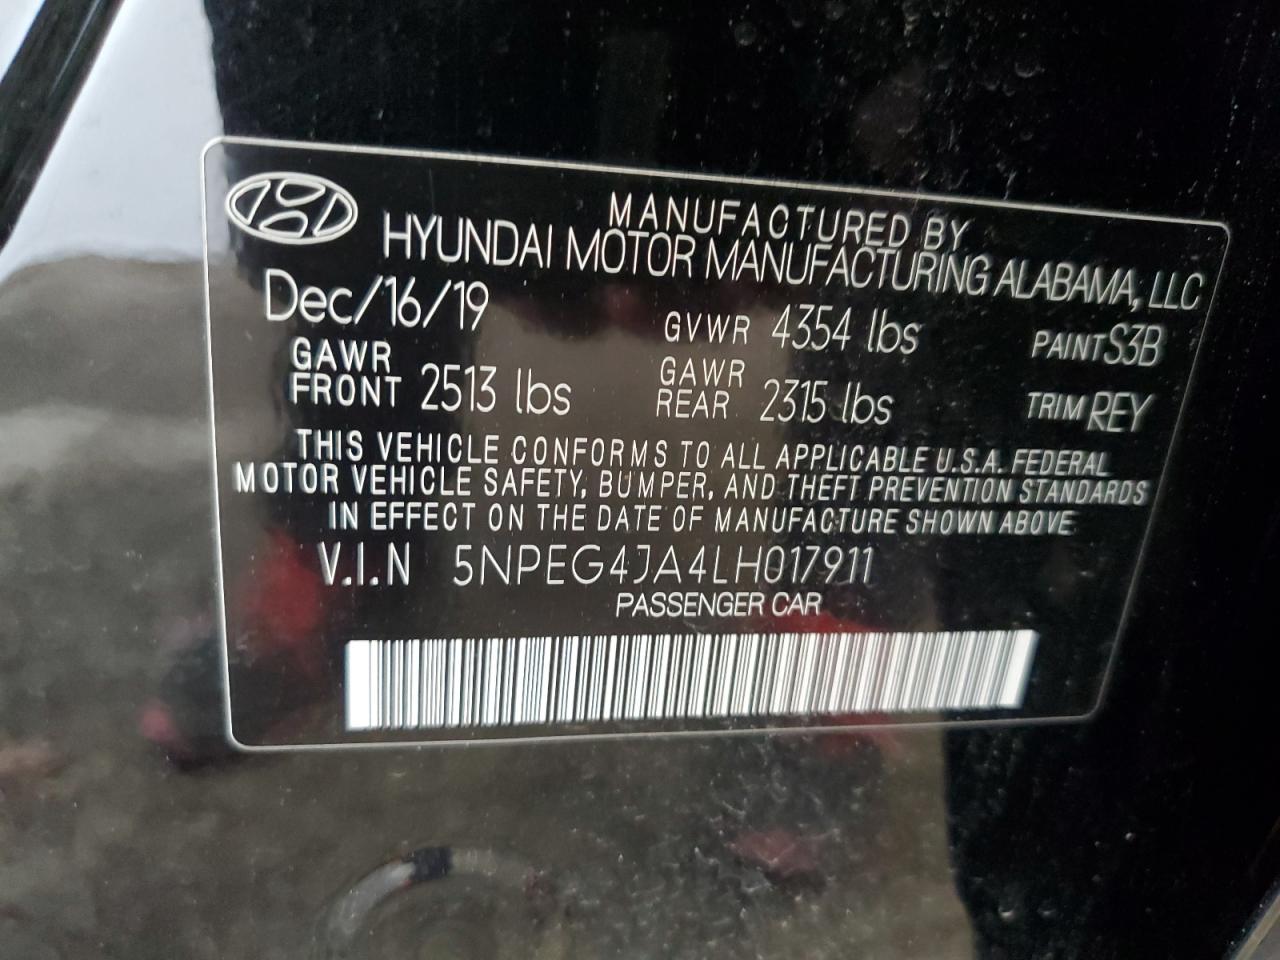 MANUFACTURED BY
HYUNDAI MOTOR MANUFACTURING ALABAMA, LLC
Dec/16/19 GVWR 4354 lbs PAINT S3B
GAWR FRONT 2513 lbs GAWR REAR 2315 lbs TRIM REY
THIS VEHICLE CONFORMS TO ALL APPLICABLE U.S.A. FEDERAL
MOTOR VEHICLE SAFETY, BUMPER, AND THEFT PREVENTION STANDARDS
IN EFFECT ON THE DATE OF MANUFACTURE SHOWN ABOVE
V.I.N 5NPEG4JA4LH017911
PASSENGER CAR